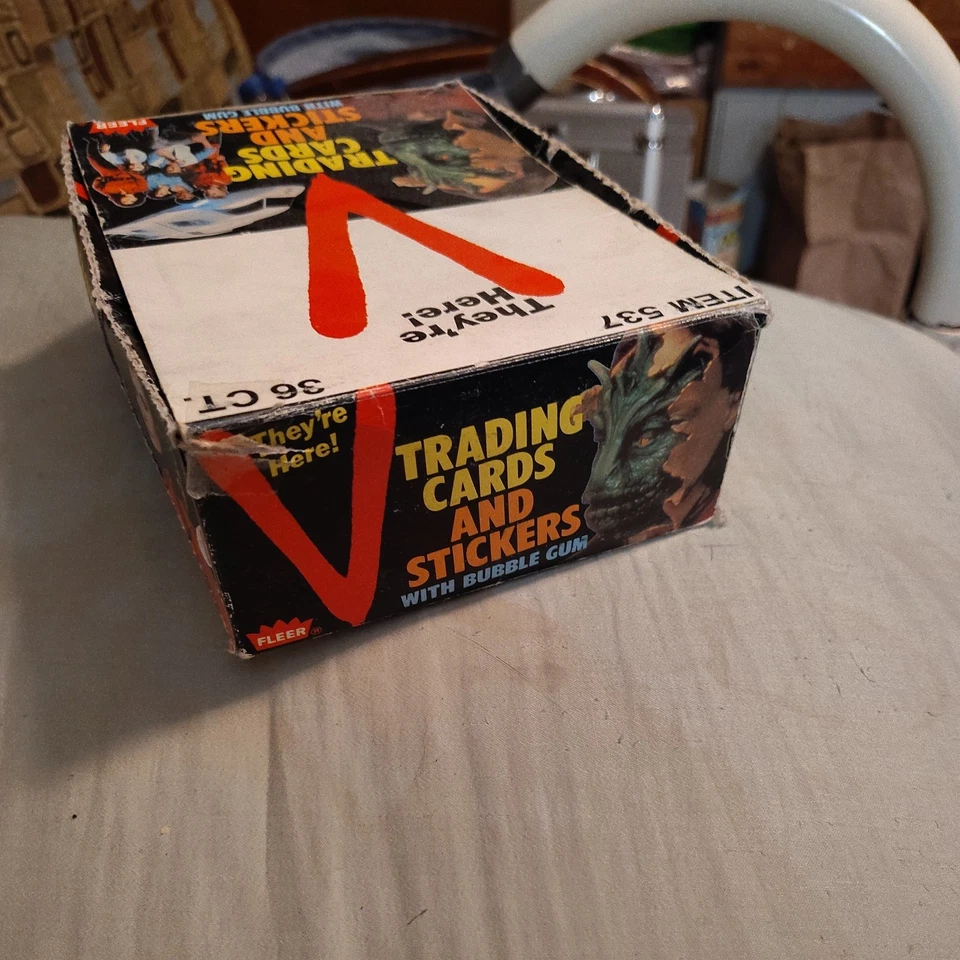 FLEER
TRADING
CARDS
AND
STICKERS
WITH BUBBLE GUM
V
They're
Here!
ITEM 537
36 CT.
They're
Here!
V
TRADING
CARDS
AND
STICKERS
WITH BUBBLE GUM
FLEER ®